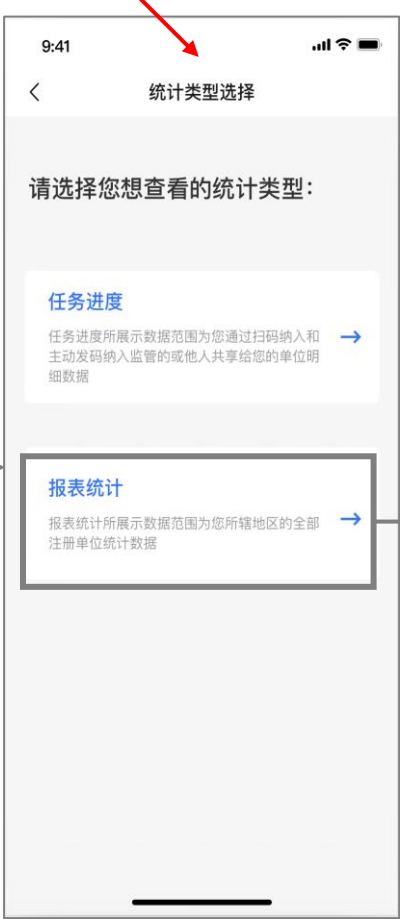 9:41
统计类型选择
请选择您想查看的统计类型：
任务进度
任务进度所展示数据范围为您通过扫码纳入和
主动发码纳入监管的或他人共享给您的单位明
细数据
报表统计
报表统计所展示数据范围为您所辖地区的全部
注册单位统计数据